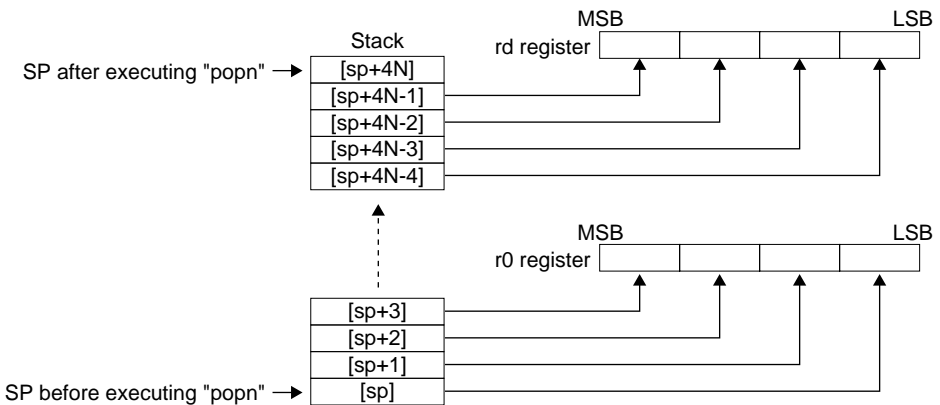 MSB LSB
Stack
rd register
SP after executing "popn"
[sp+4N]
[sp+4N-1]
[sp+4N-2]
[sp+4N-3]
[sp+4N-4]
MSB LSB
r0 register
[sp+3]
[sp+2]
[sp+1]
SP before executing "popn"
[sp]